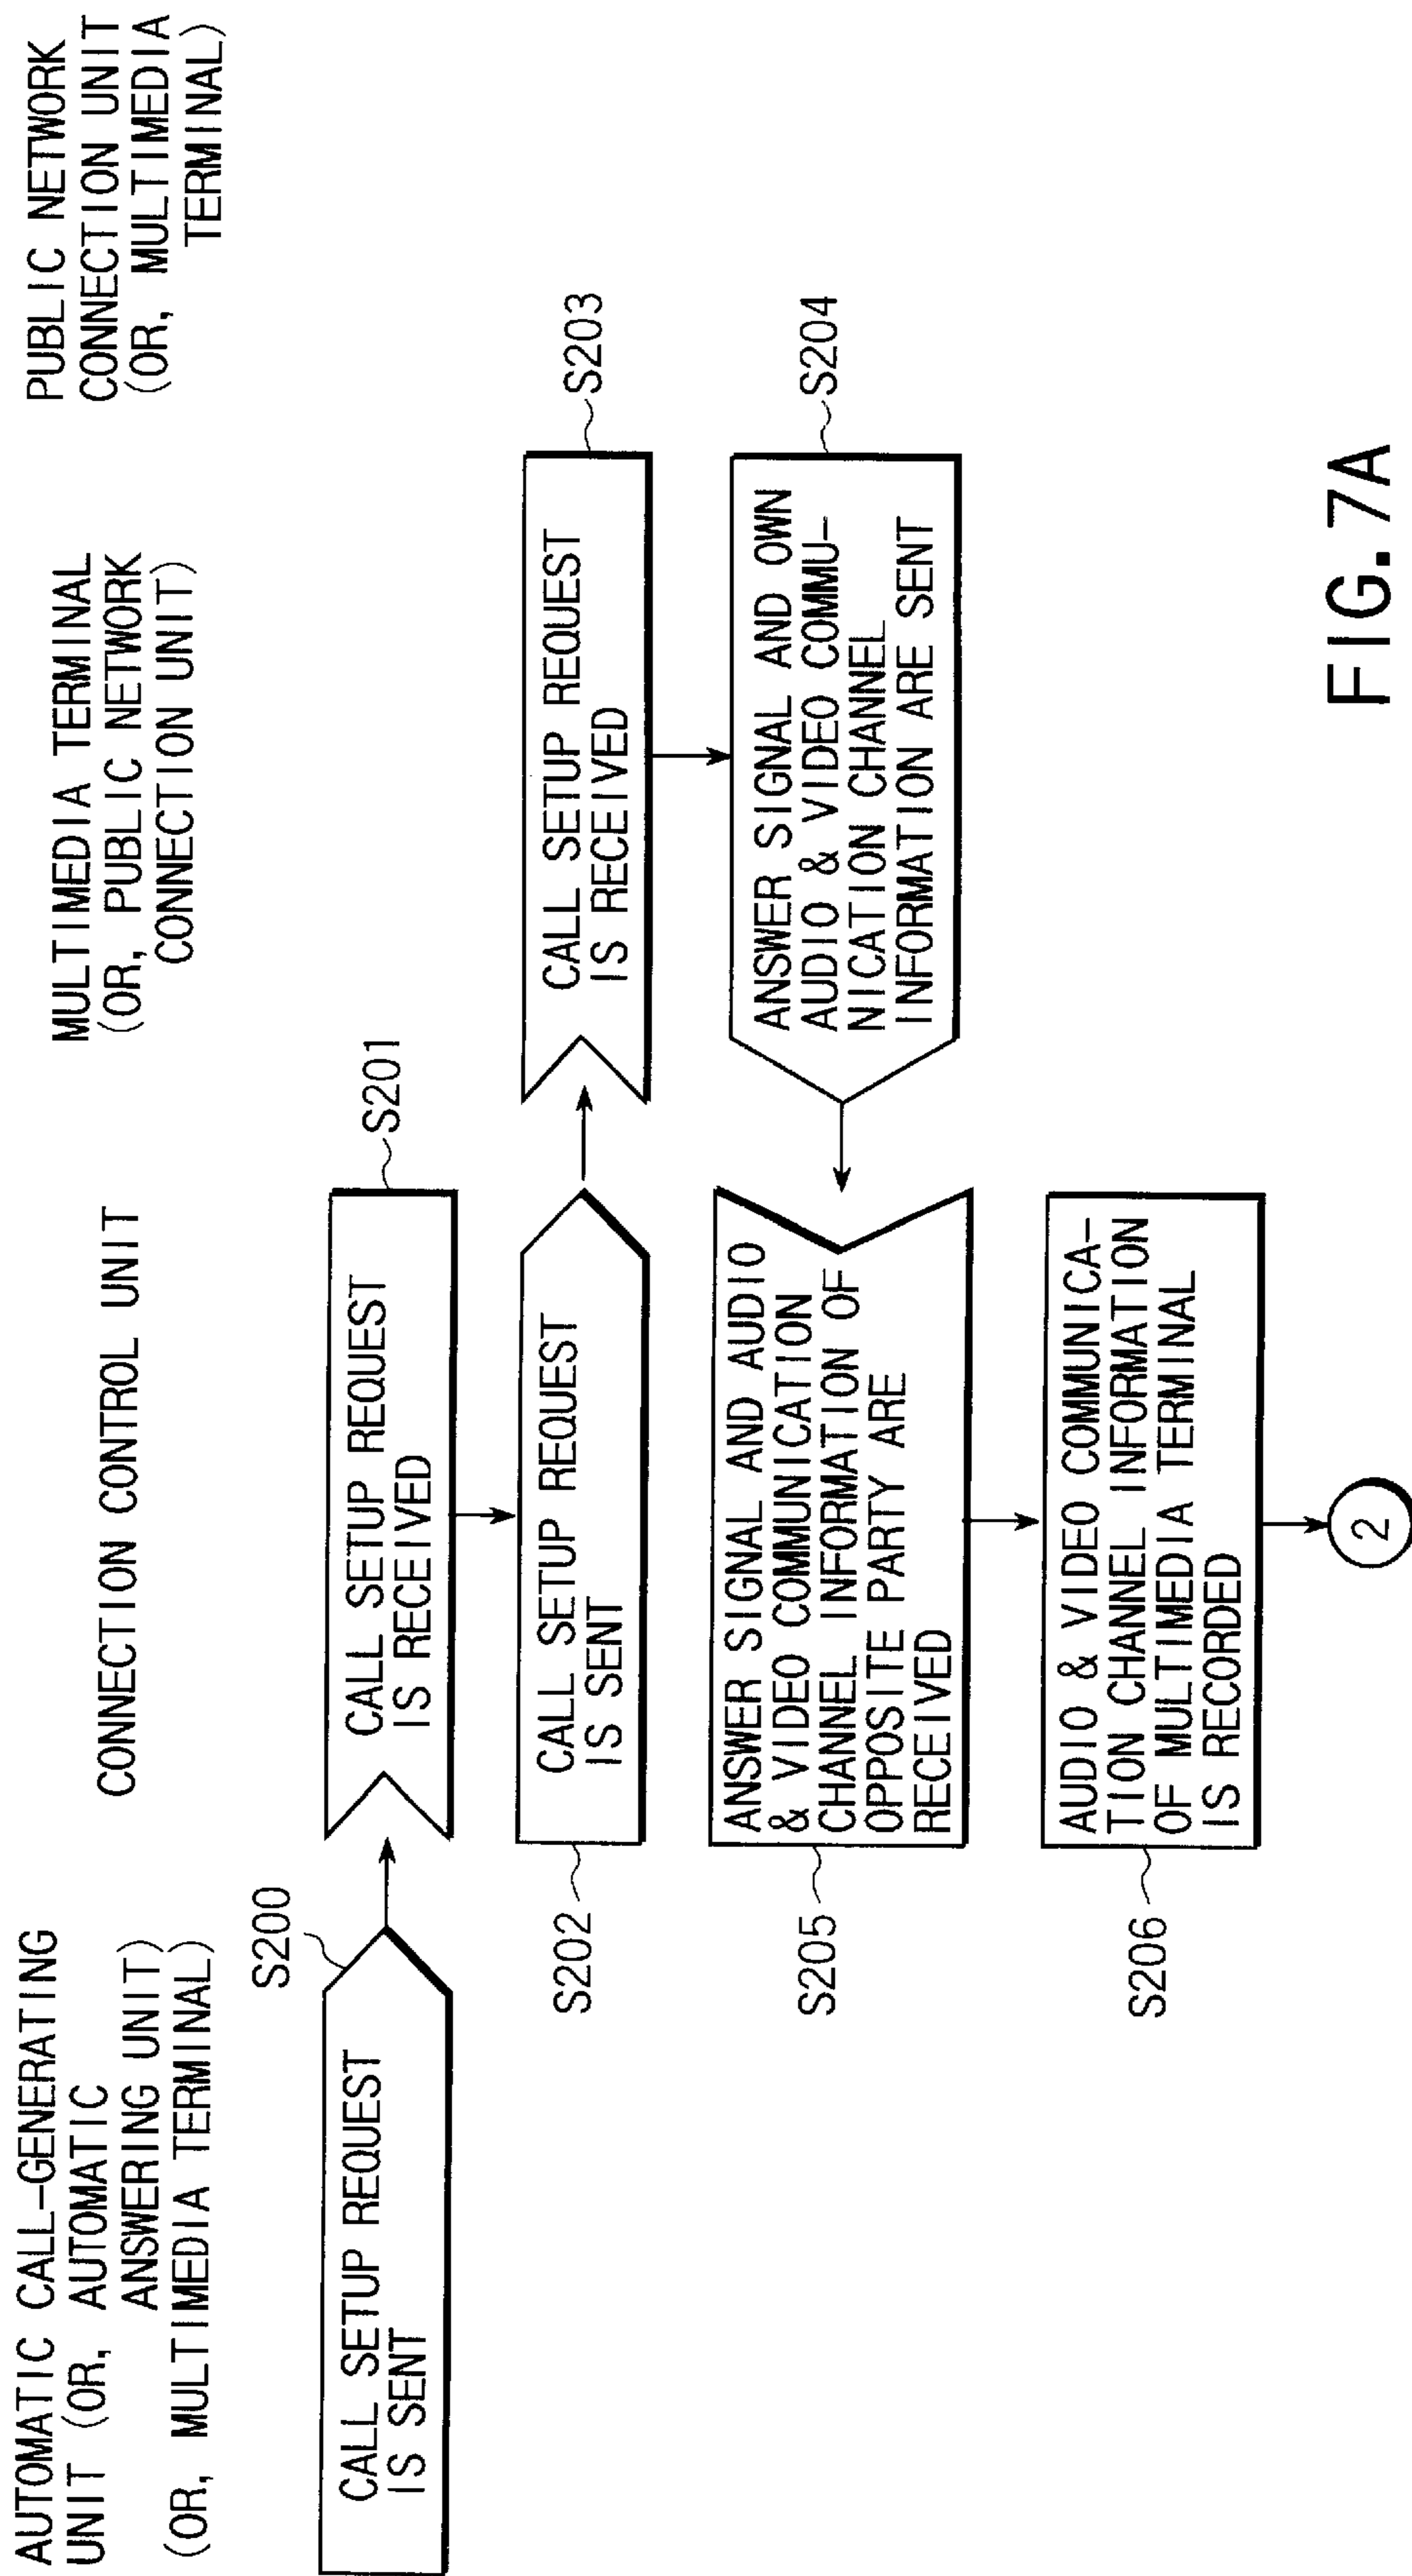 AUTOMATIC CALL-GENERATING
UNIT (OR, AUTOMATIC
ANSWERING UNIT)
(OR, MULTIMEDIA TERMINAL)
CONNECTION CONTROL UNIT
MULTIMEDIA TERMINAL
(OR, PUBLIC NETWORK
CONNECTION UNIT)
PUBLIC NETWORK
CONNECTION UNIT
(OR, MULTIMEDIA
TERMINAL)
S200
CALL SETUP REQUEST
IS SENT
S201
CALL SETUP REQUEST
IS RECEIVED
S202
CALL SETUP REQUEST
IS SENT
S203
CALL SETUP REQUEST
IS RECEIVED
S204
ANSWER SIGNAL AND OWN
AUDIO & VIDEO COMMU-
NICATION CHANNEL
INFORMATION ARE SENT
S205
ANSWER SIGNAL AND AUDIO
& VIDEO COMMUNICATION
CHANNEL INFORMATION OF
OPPOSITE PARTY ARE
RECEIVED
S206
AUDIO & VIDEO COMMUNICA-
TION CHANNEL INFORMATION
OF MULTIMEDIA TERMINAL
IS RECORDED
2
FIG. 7A